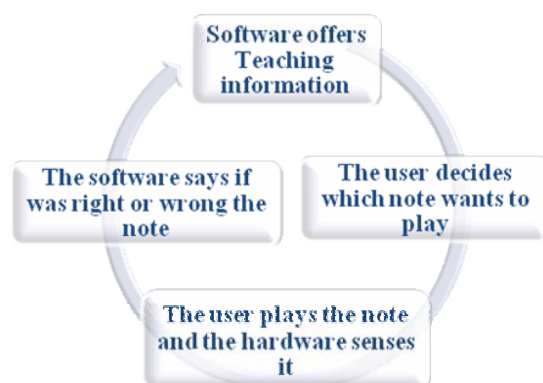 Software offers
Teaching
information
The user decides
which note wants to
play
The user plays the note
and the hardware senses
it
The software says if
was right or wrong the
note